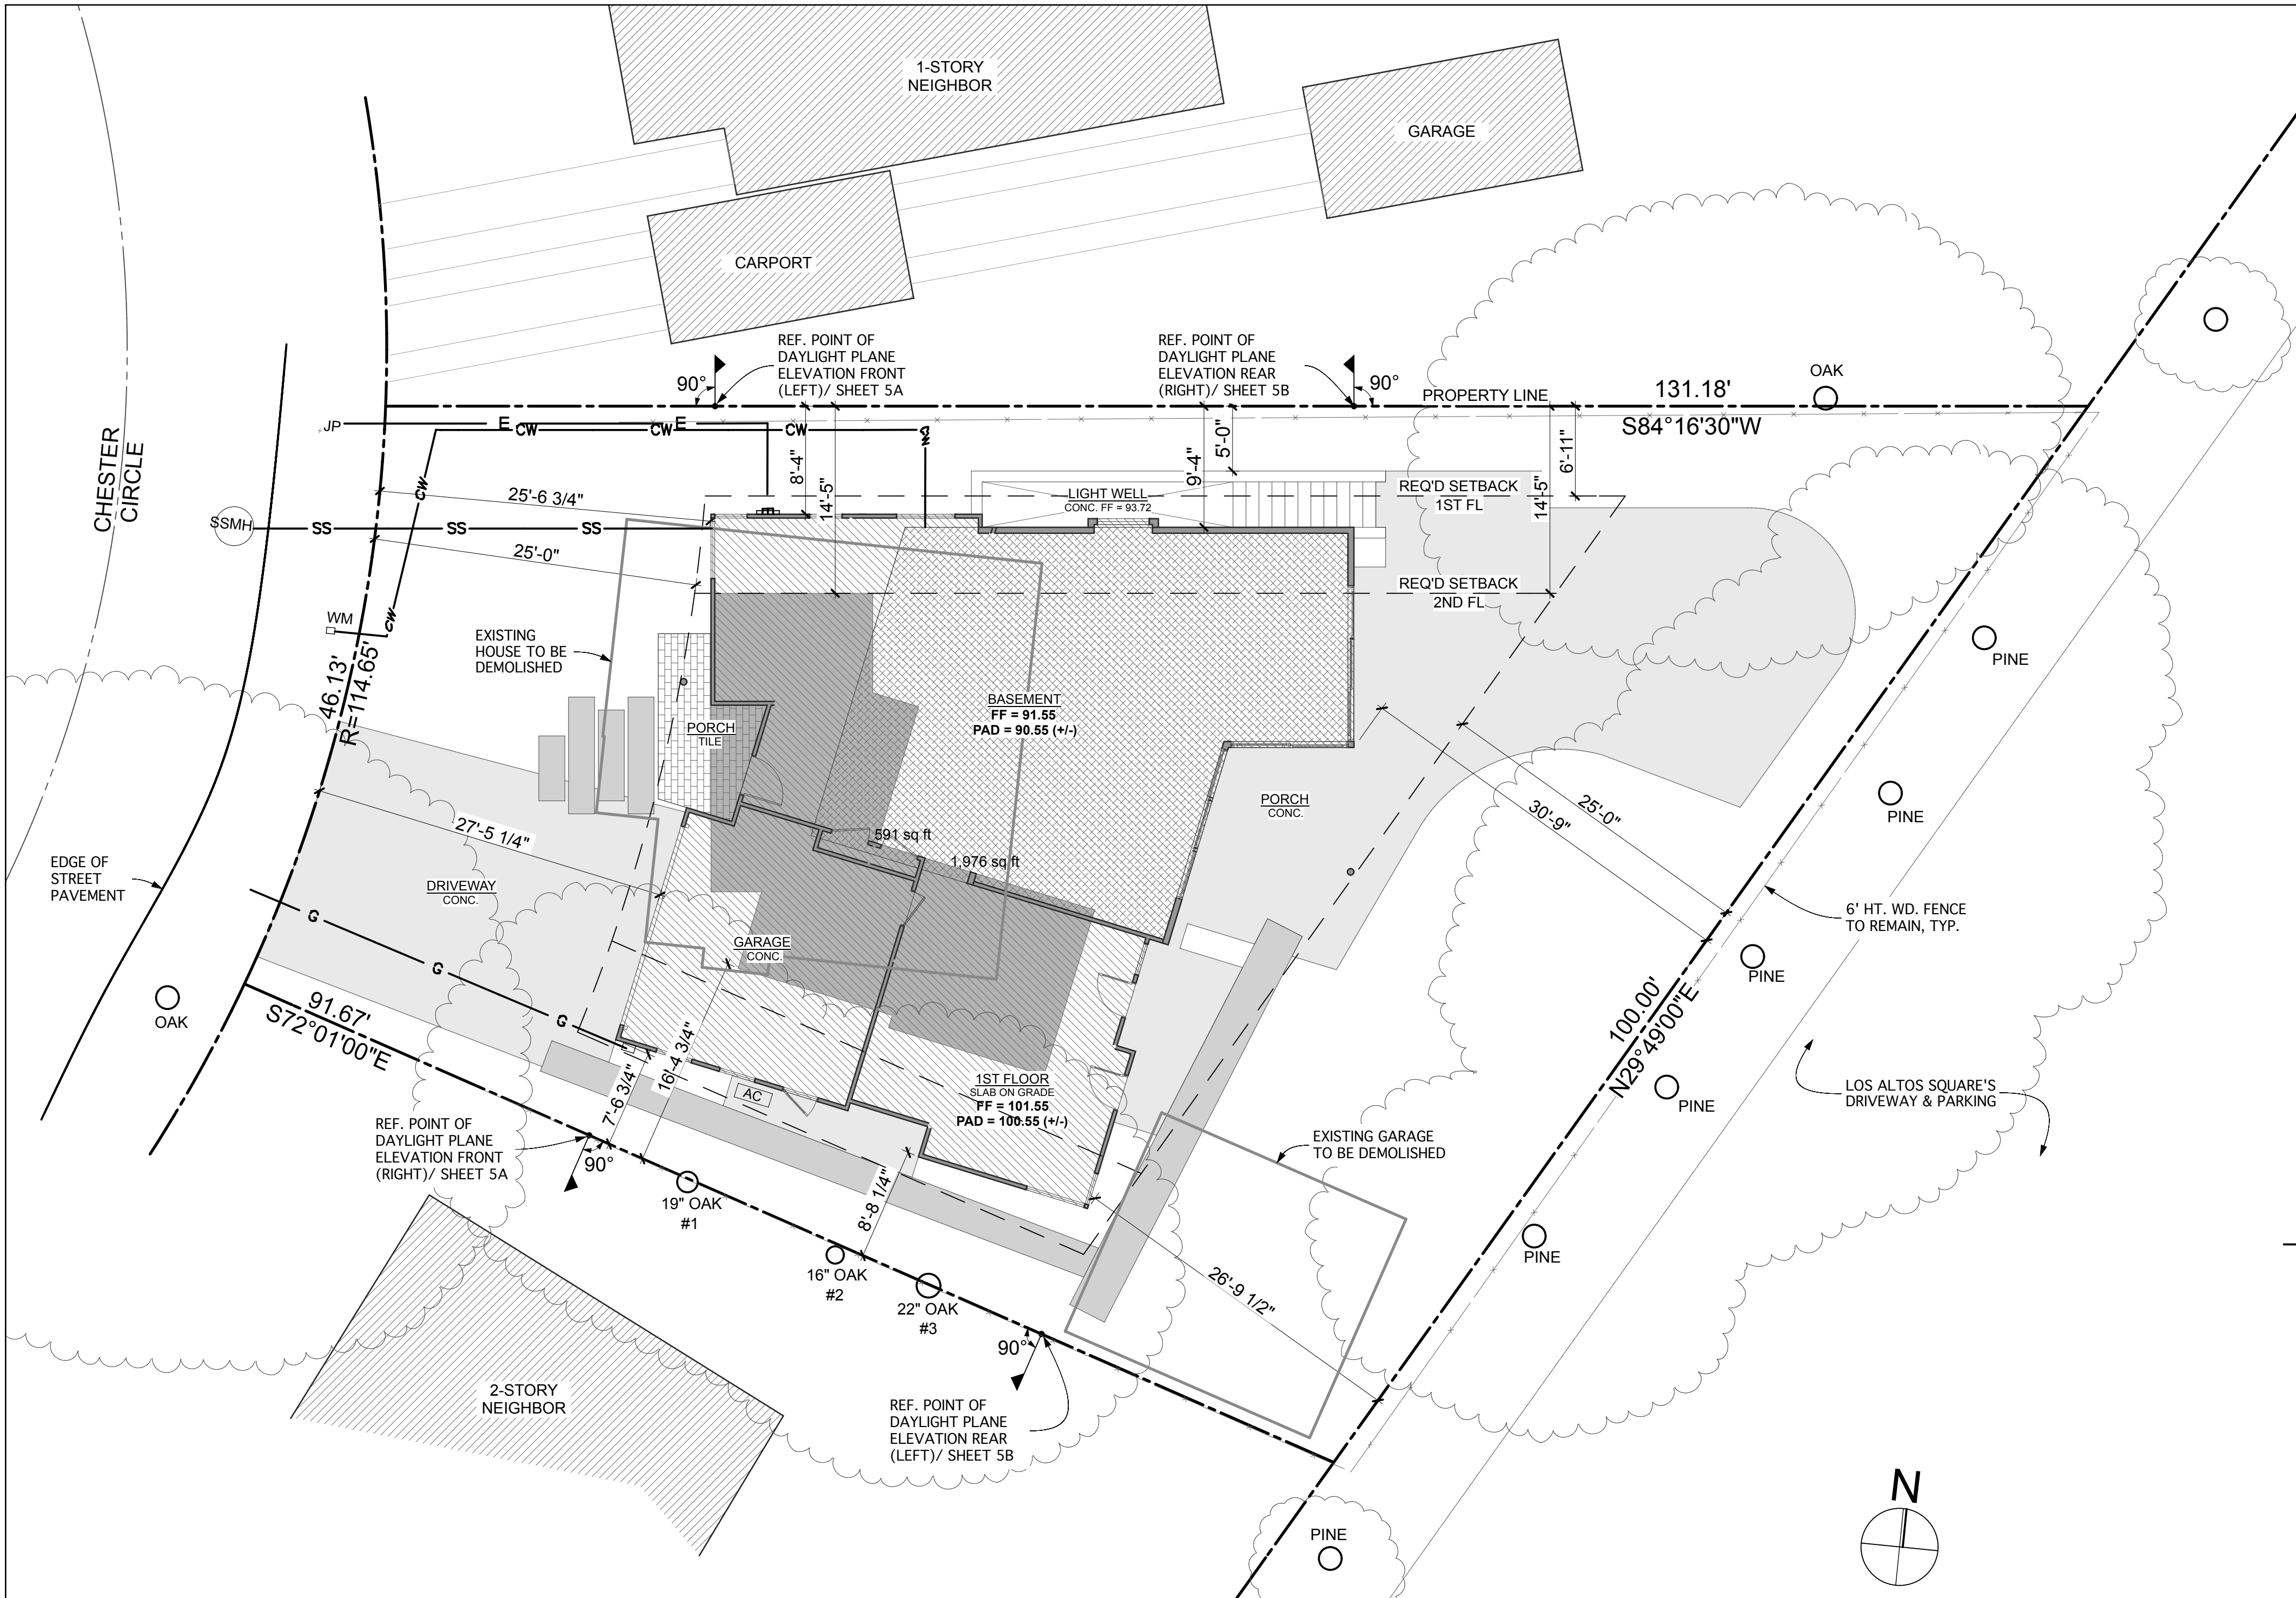 1-STORY
NEIGHBOR
GARAGE
CARPORT
REF. POINT OF
DAYLIGHT PLANE
ELEVATION FRONT
(LEFT)/ SHEET 5A
90°
REF. POINT OF
DAYLIGHT PLANE
ELEVATION REAR
(RIGHT)/ SHEET 5B
90°
PROPERTY LINE
131.18'
S84°16'30"W
OAK
CHESTER
CIRCLE
JP
E
E
CW
CW
CW
CW
CW
8'-4"
14'-5"
9'-4"
5'-0"
6'-11"
14'-5"
25'-6 3/4"
SSMH
SS
SS
SS
25'-0"
LIGHT WELL
CONC. FF = 93.72
REQ'D SETBACK
1ST FL
REQ'D SETBACK
2ND FL
WM
46.13'
R=114.65'
EXISTING
HOUSE TO BE
DEMOLISHED
PORCH
TILE
BASEMENT
FF = 91.55
PAD = 90.55 (+/-)
PORCH
CONC.
PINE
PINE
PINE
PINE
PINE
PINE
25'-0"
30'-9"
27'-5 1/4"
591 sq ft
1,976 sq ft
EDGE OF
STREET
PAVEMENT
DRIVEWAY
CONC.
GARAGE
CONC.
G
G
G
OAK
91.67'
S72°01'00"E
6' HT. WD. FENCE
TO REMAIN, TYP.
100.00'
N29°49'00"E
7'-6 3/4"
16'-4 3/4"
AC
1ST FLOOR
SLAB ON GRADE
FF = 101.55
PAD = 100.55 (+/-)
LOS ALTOS SQUARE'S
DRIVEWAY & PARKING
REF. POINT OF
DAYLIGHT PLANE
ELEVATION FRONT
(RIGHT)/ SHEET 5A
90°
EXISTING GARAGE
TO BE DEMOLISHED
19" OAK
#1
8'-8 1/4"
16" OAK
#2
22" OAK
#3
26'-9 1/2"
90°
2-STORY
NEIGHBOR
REF. POINT OF
DAYLIGHT PLANE
ELEVATION REAR
(LEFT)/ SHEET 5B
N